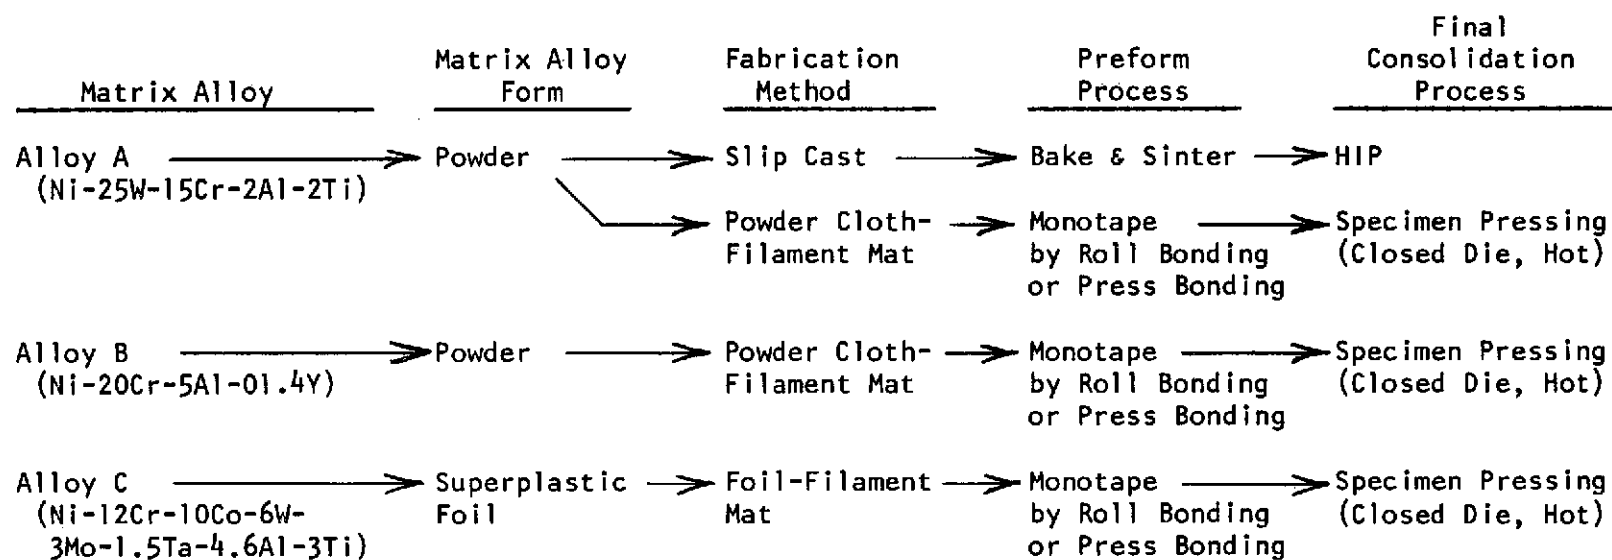 Matrix Alloy
Matrix Alloy
Form
Fabrication
Method
Preform
Process
Final
Consolidation
Process
Alloy A
(Ni-25W-15Cr-2Al-2Ti)
Powder
Slip Cast
Bake & Sinter
HIP
Powder Cloth-
Filament Mat
Monotape
by Roll Bonding
or Press Bonding
Specimen Pressing
(Closed Die, Hot)
Alloy B
(Ni-20Cr-5Al-01.4Y)
Powder
Powder Cloth-
Filament Mat
Monotape
by Roll Bonding
or Press Bonding
Specimen Pressing
(Closed Die, Hot)
Alloy C
(Ni-12Cr-10Co-6W-
3Mo-1.5Ta-4.6Al-3Ti)
Superplastic
Foil
Foil-Filament
Mat
Monotape
by Roll Bonding
or Press Bonding
Specimen Pressing
(Closed Die, Hot)